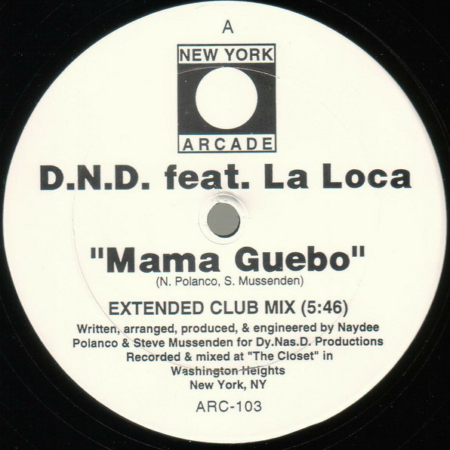 A
NEW YORK
ARCADE
D.N.D. feat. La Loca
"Mama Guebo"
(N. Polanco, S. Mussenden)
EXTENDED CLUB MIX (5:46)
Written, arranged, produced, & engineered by Naydee
Polanco & Steve Mussenden for Dy.Nas.D. Productions
Recorded & mixed at "The Closet" in
Washington Heights
New York, NY
ARC-103